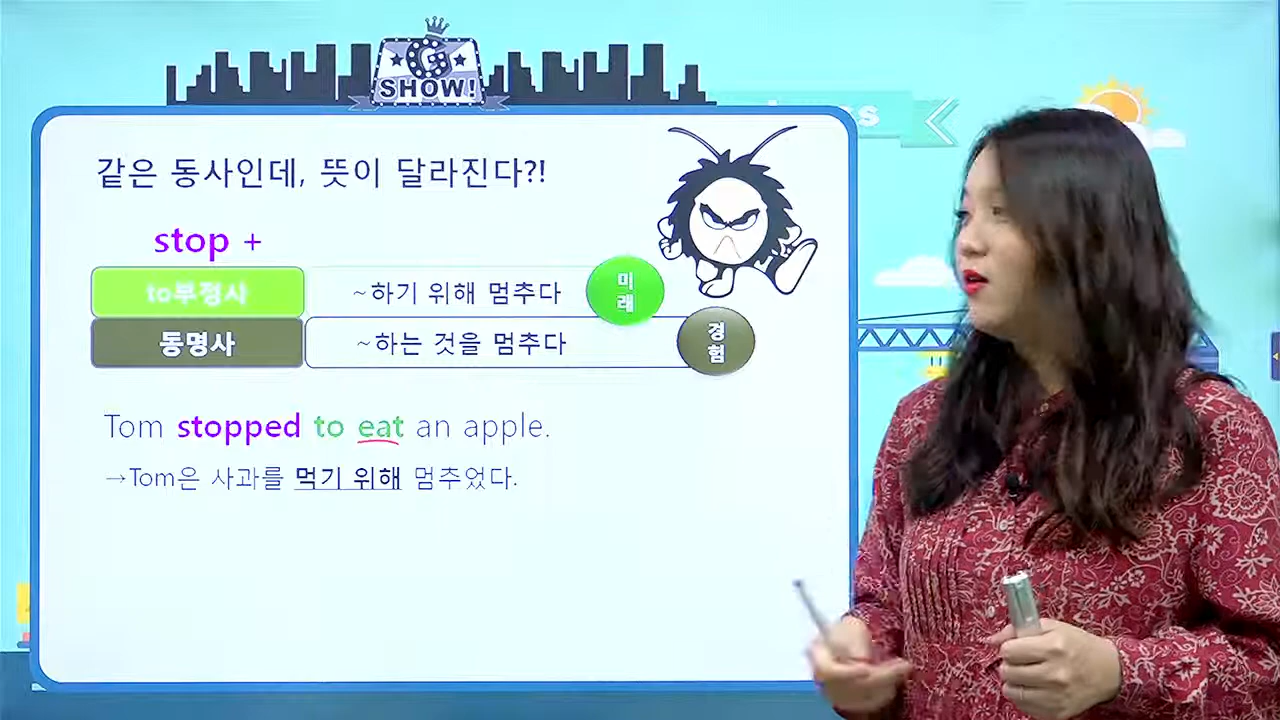 G
SHOW!
같은 동사인데, 뜻이 달라진다?!
stop +
to부정사 ~하기 위해 멈추다 미래
동명사 ~하는 것을 멈추다 경험
Tom stopped to eat an apple.
→Tom은 사과를 먹기 위해 멈추었다.